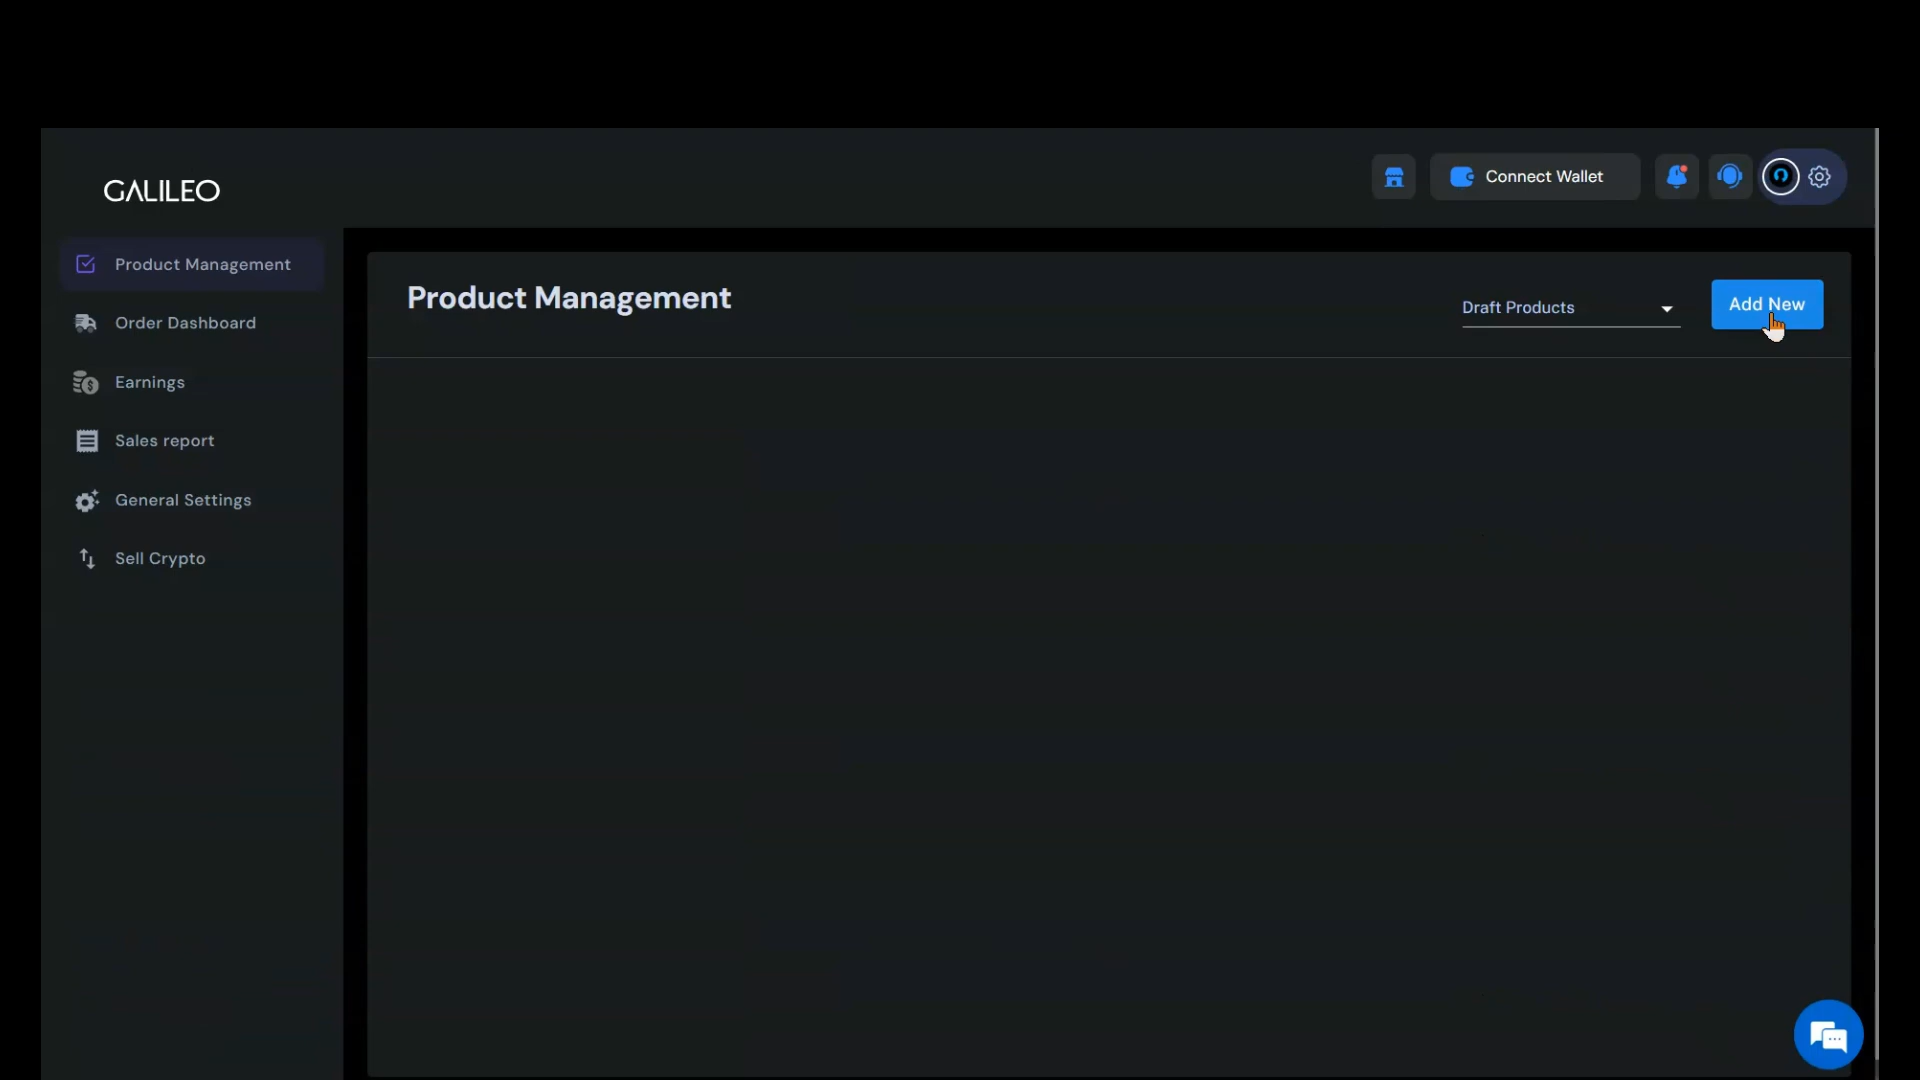 GALILEO
Connect Wallet
Product Management
Order Dashboard
Earnings
Sales report
General Settings
Sell Crypto
Product Management
Draft Products
Add New